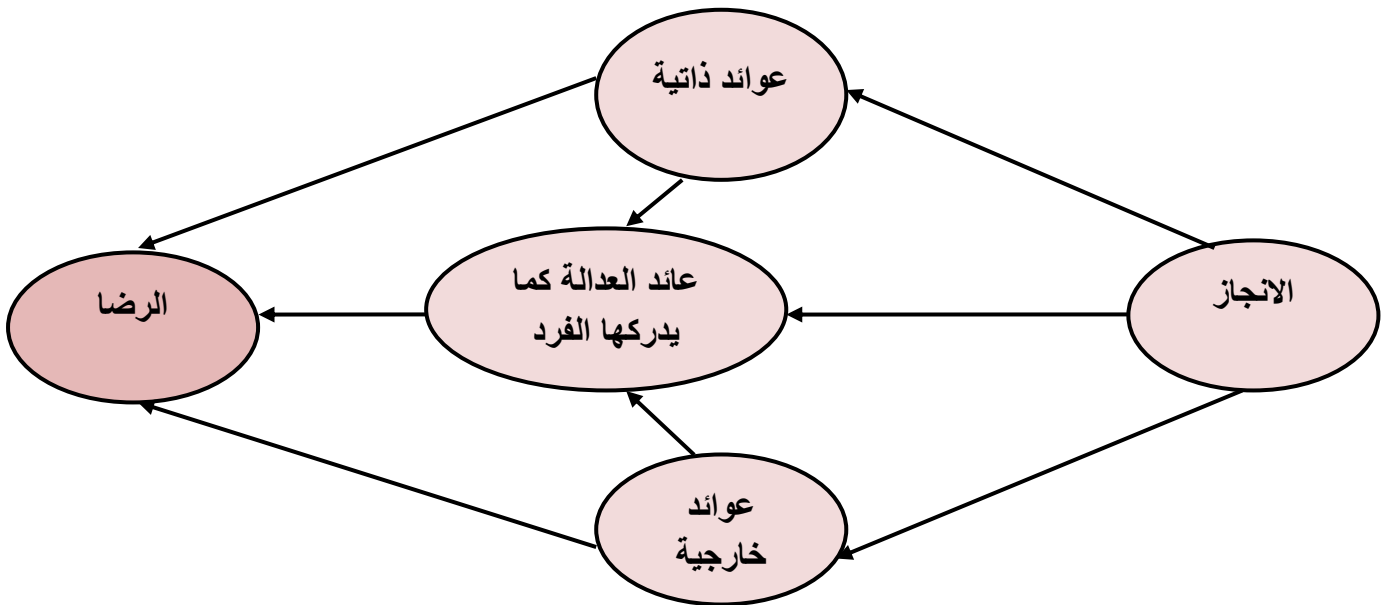 عوائد ذاتية
الانجاز
عائد العدالة كما
يدركها الفرد
الرضا
عوائد
خارجية